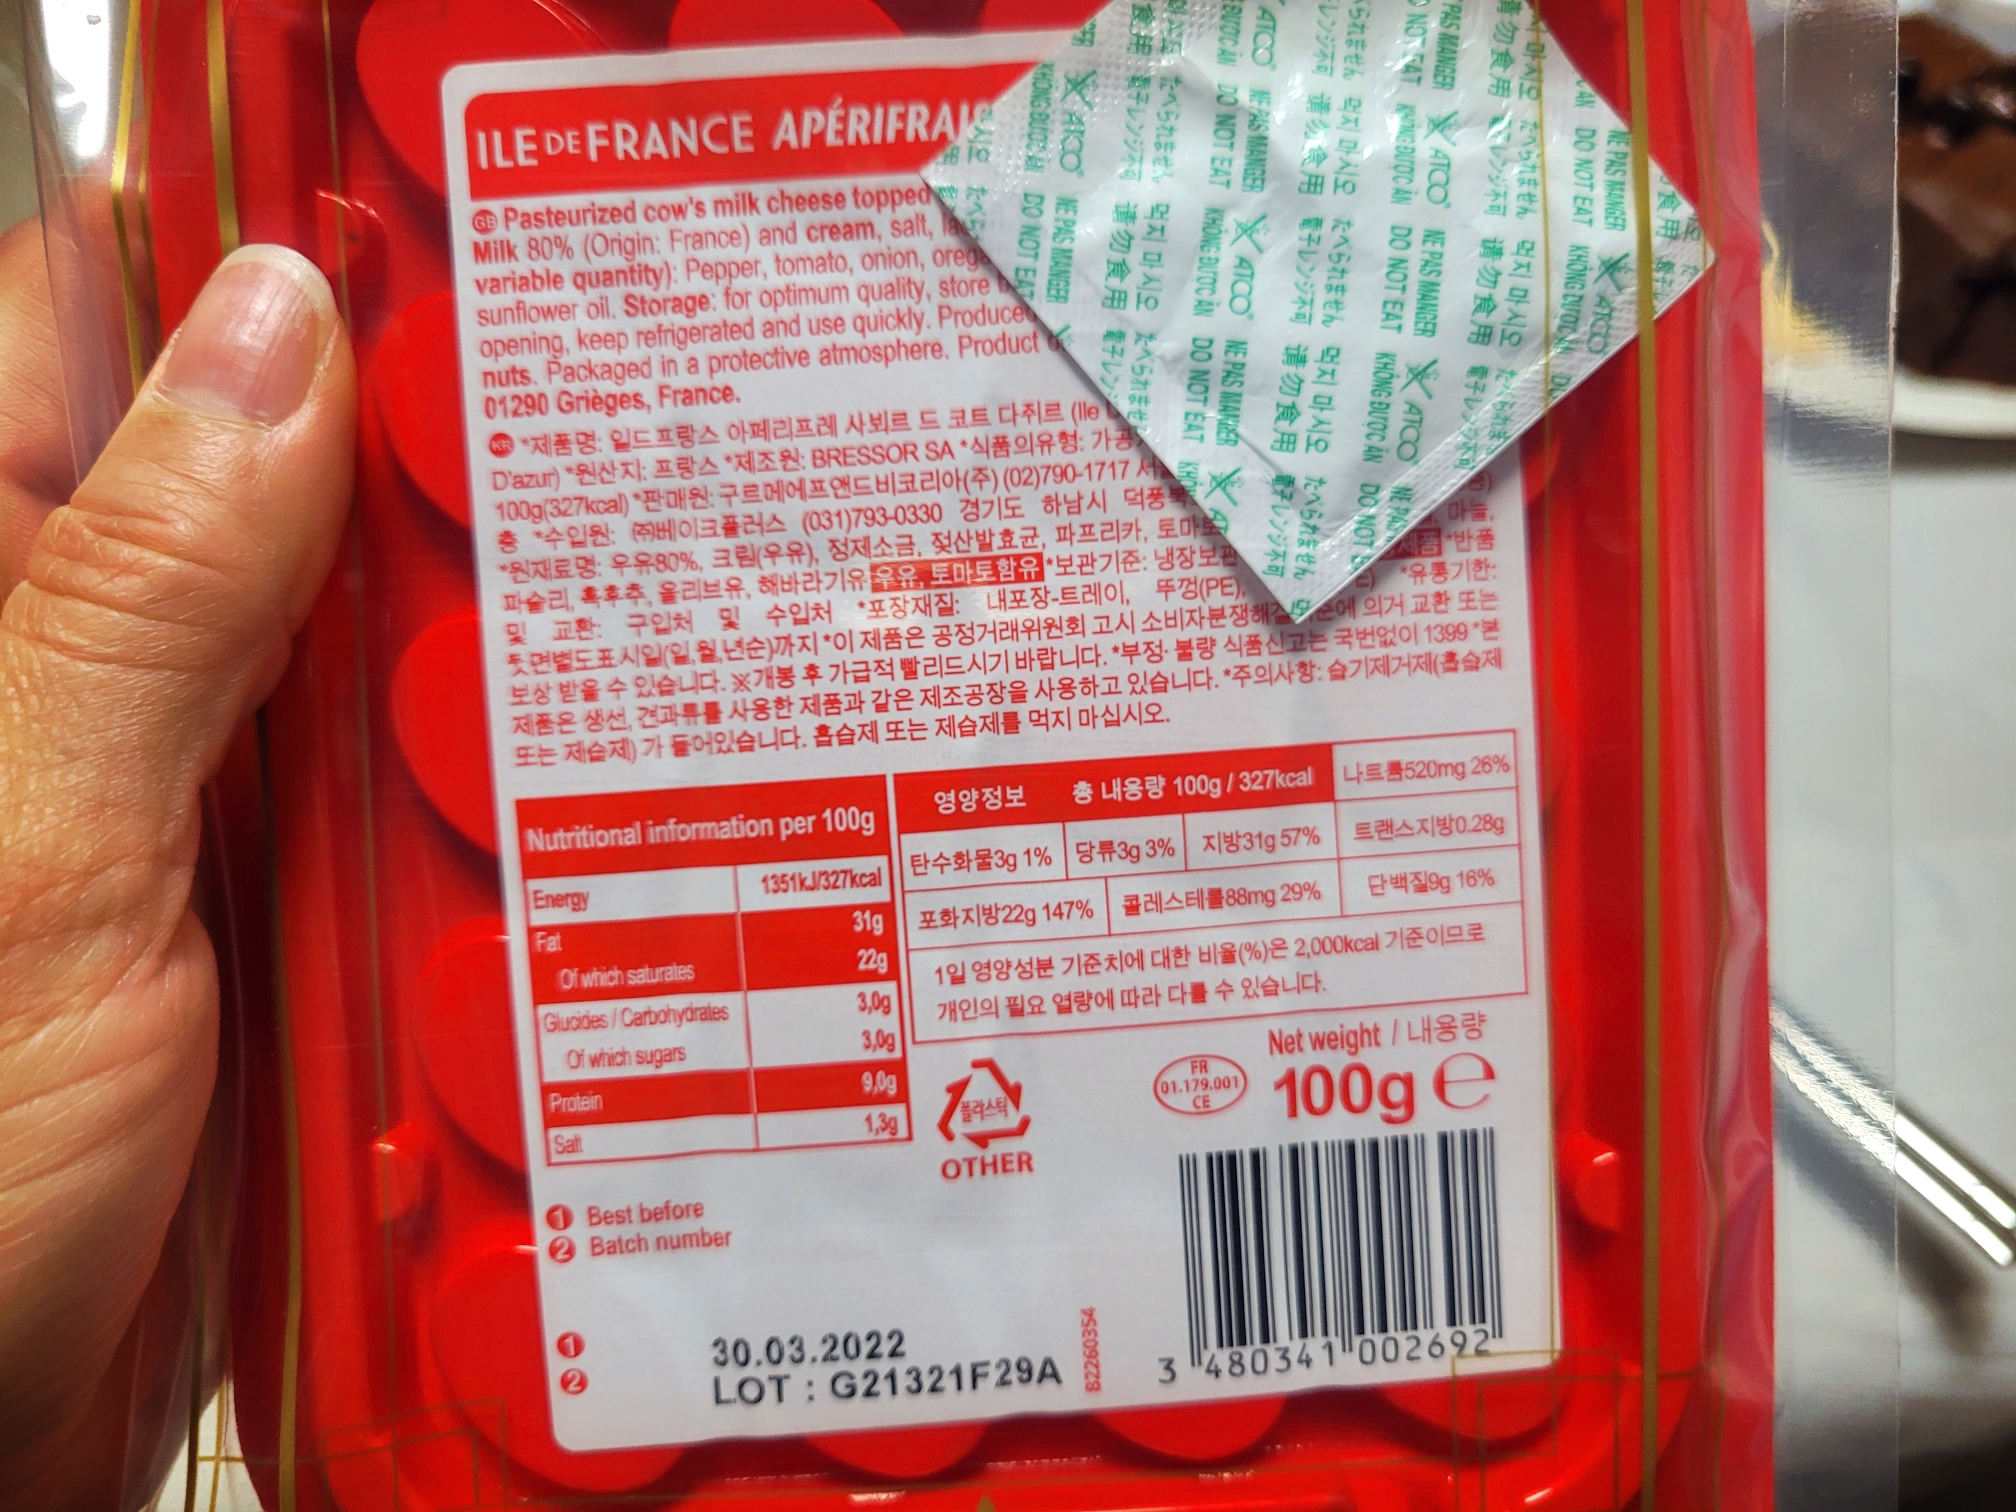 ILE DE FRANCE APÉRIFRAIS
GB Pasteurized cow's milk cheese topped
Milk 80% (Origin: France) and cream, salt,
variable quantity): Pepper, tomato, onion,
sunflower oil. Storage: for optimum quality, store
opening, keep refrigerated and use quickly.
nuts. Packaged in a protective atmosphere. Product
01290 Grièges, France.
KR *제품명: 일드프랑스 아페리프레 사뵈르 드 코트 다쥐르 (Ile
D'azur) *원산지: 프랑스 *제조원: BRESSOR SA *식품의유형:
100g(327kcal) *판매원: 구르메에프앤드비코리아(주) (02)790-1717
층 *수입원: ㈜베이크플러스 (031)793-0330 경기도 하남시
*원재료명: 우유80%, 크림(우유), 정제소금, 젖산발효균, 파프리카, 마늘,
파슬리, 흑후추, 올리브유, 해바라기유 우유, 토마토함유 *보관기준: *반품
및 교환: 구입처 및 수입처 *포장재질: 내포장-트레이, 뚜껑(PE), *유통기한:
뒷면별도표시일(일,월,년순)까지 *이 제품은 공정거래위원회 고시 의거 교환 또는
보상 받을 수 있습니다. ※개봉 후 가급적 빨리드시기 바랍니다. *부정· 불량 식품신고는 국번없이 1399 *본
제품은 생선, 견과류를 사용한 제품과 같은 제조공장을 사용하고 있습니다. *주의사항: 습기제거제(흡습제
또는 제습제) 가 들어있습니다. 흡습제 또는 제습제를 먹지 마십시오.
Nutritional information per 100g
Energy 1351kJ/327kcal
Fat 31g
Of which saturates 22g
Glucides / Carbohydrates 3,0g
Of which sugars 3,0g
Protein 9,0g
Salt 1,3g
영양정보 총 내용량 100g / 327kcal 나트륨520mg 26%
탄수화물3g 1% 당류3g 3% 지방31g 57% 트랜스지방0.28g
포화지방22g 147% 콜레스테롤88mg 29% 단백질9g 16%
1일 영양성분 기준치에 대한 비율(%)은 2,000kcal 기준이므로
개인의 필요 열량에 따라 다를 수 있습니다.
플라스틱
OTHER
FR
01.179.001
CE
Net weight / 내용량
100g e
1 Best before
2 Batch number
1 30.03.2022
2 LOT : G21321F29A
B2260354
3 480341 002692
ATCO NE PAS MANGER DO NOT EAT KHÔNG ĐƯỢC ĂN
먹지 마시오 たべられません 電子レンジ不可 请勿食用